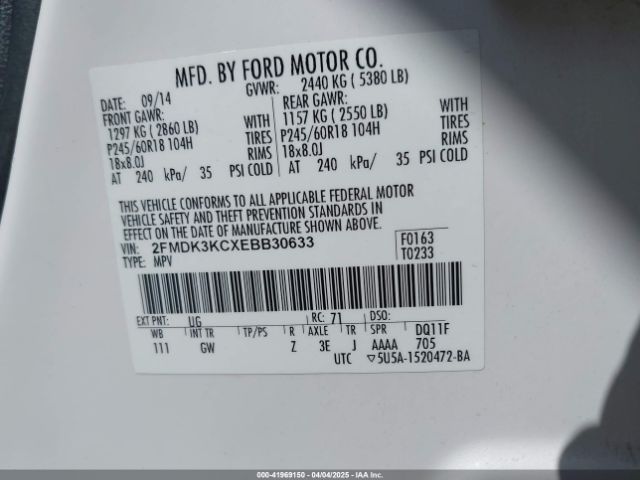 MFD. BY FORD MOTOR CO.
DATE: 09/14 GVWR: 2440 KG ( 5380 LB)
FRONT GAWR: REAR GAWR:
1297 KG ( 2860 LB) WITH 1157 KG ( 2550 LB) WITH
P245/60R18 104H TIRES P245/60R18 104H TIRES
18x8.0J RIMS 18x8.0J RIMS
AT 240 kPa/ 35 PSI COLD AT 240 kPa/ 35 PSI COLD
THIS VEHICLE CONFORMS TO ALL APPLICABLE FEDERAL MOTOR
VEHICLE SAFETY AND THEFT PREVENTION STANDARDS IN
EFFECT ON THE DATE OF MANUFACTURE SHOWN ABOVE.
VIN: 2FMDK3KCXEBB30633 F0163
TYPE: MPV T0233
EXT PNT: UG RC: 71 DSO:
WB INT TR TP/PS R AXLE TR SPR DQ11F
111 GW Z 3E J AAAA 705
UTC ▽5U5A-1520472-BA
000-41969150 - 04/04/2025 - IAA Inc.